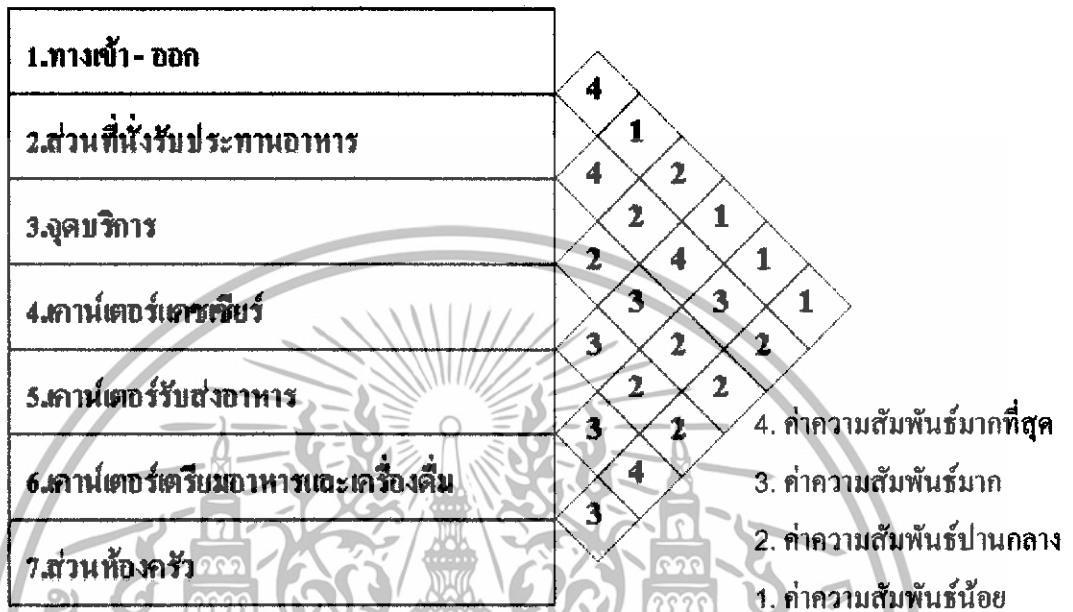 1.ทางเข้า - ออก
4
1
2.ส่วนที่นั่งรับประทานอาหาร
4 2
2 1
3.จุดบริการ
2 4 1
3 3 1
4.เคาน์เตอร์แคชเชียร์
3 2 2
2 2
5.เคาน์เตอร์รับส่งอาหาร
3 2
4
6.เคาน์เตอร์เตรียมอาหารและเครื่องดื่ม
3
7.ส่วนห้องครัว
4. ค่าความสัมพันธ์มากที่สุด
3. ค่าความสัมพันธ์มาก
2. ค่าความสัมพันธ์ปานกลาง
1. ค่าความสัมพันธ์น้อย